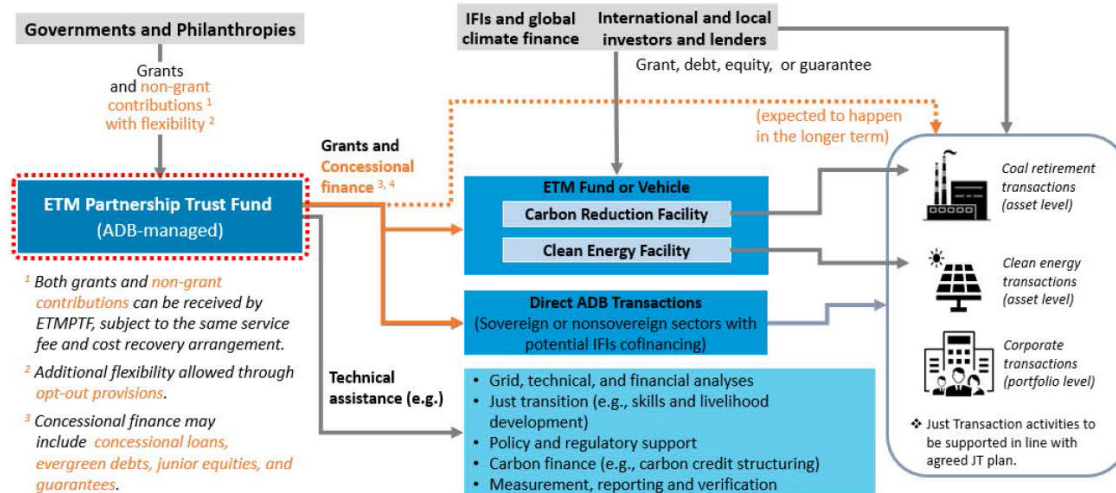 Governments and Philanthropies
IFIs and global
climate finance
International and local
investors and lenders
Grants
and non-grant
contributions 1
with flexibility 2
Grant, debt, equity, or guarantee
(expected to happen
in the longer term)
Grants and
Concessional
finance 3, 4
ETM Partnership Trust Fund
(ADB-managed)
ETM Fund or Vehicle
Carbon Reduction Facility
Clean Energy Facility
Direct ADB Transactions
(Sovereign or nonsovereign sectors with
potential IFIs cofinancing)
Technical
assistance (e.g.)
• Grid, technical, and financial analyses
• Just transition (e.g., skills and livelihood
development)
• Policy and regulatory support
• Carbon finance (e.g., carbon credit structuring)
• Measurement, reporting and verification
Coal retirement
transactions
(asset level)
Clean energy
transactions
(asset level)
Corporate
transactions
(portfolio level)
❖ Just Transaction activities to
be supported in line with
agreed JT plan.
1 Both grants and non-grant
contributions can be received by
ETMPTF, subject to the same service
fee and cost recovery arrangement.
2 Additional flexibility allowed through
opt-out provisions.
3 Concessional finance may
include concessional loans,
evergreen debts, junior equities, and
guarantees.